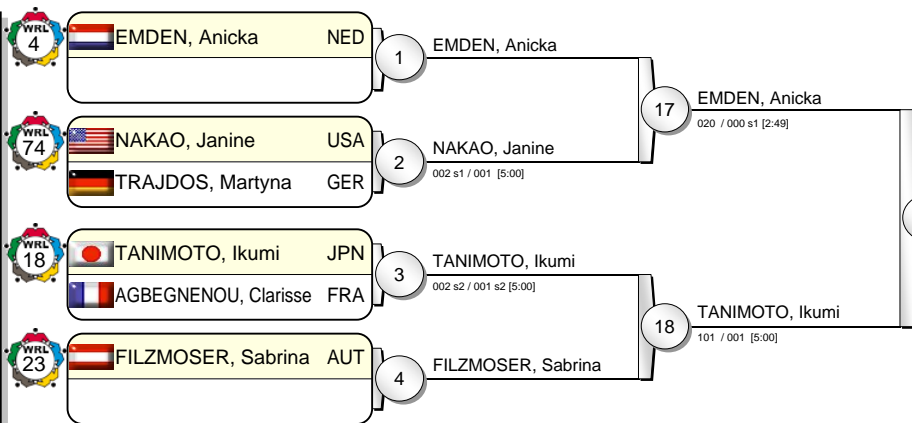 WRL
4
EMDEN, Anicka NED
1
EMDEN, Anicka
17
EMDEN, Anicka
020 / 000 s1 [2:49]
WRL
74
NAKAO, Janine USA
TRAJDOS, Martyna GER
2
NAKAO, Janine
002 s1 / 001 [5:00]
WRL
18
TANIMOTO, Ikumi JPN
AGBEGNENOU, Clarisse FRA
3
TANIMOTO, Ikumi
002 s2 / 001 s2 [5:00]
18
TANIMOTO, Ikumi
101 / 001 [5:00]
WRL
23
FILZMOSER, Sabrina AUT
4
FILZMOSER, Sabrina